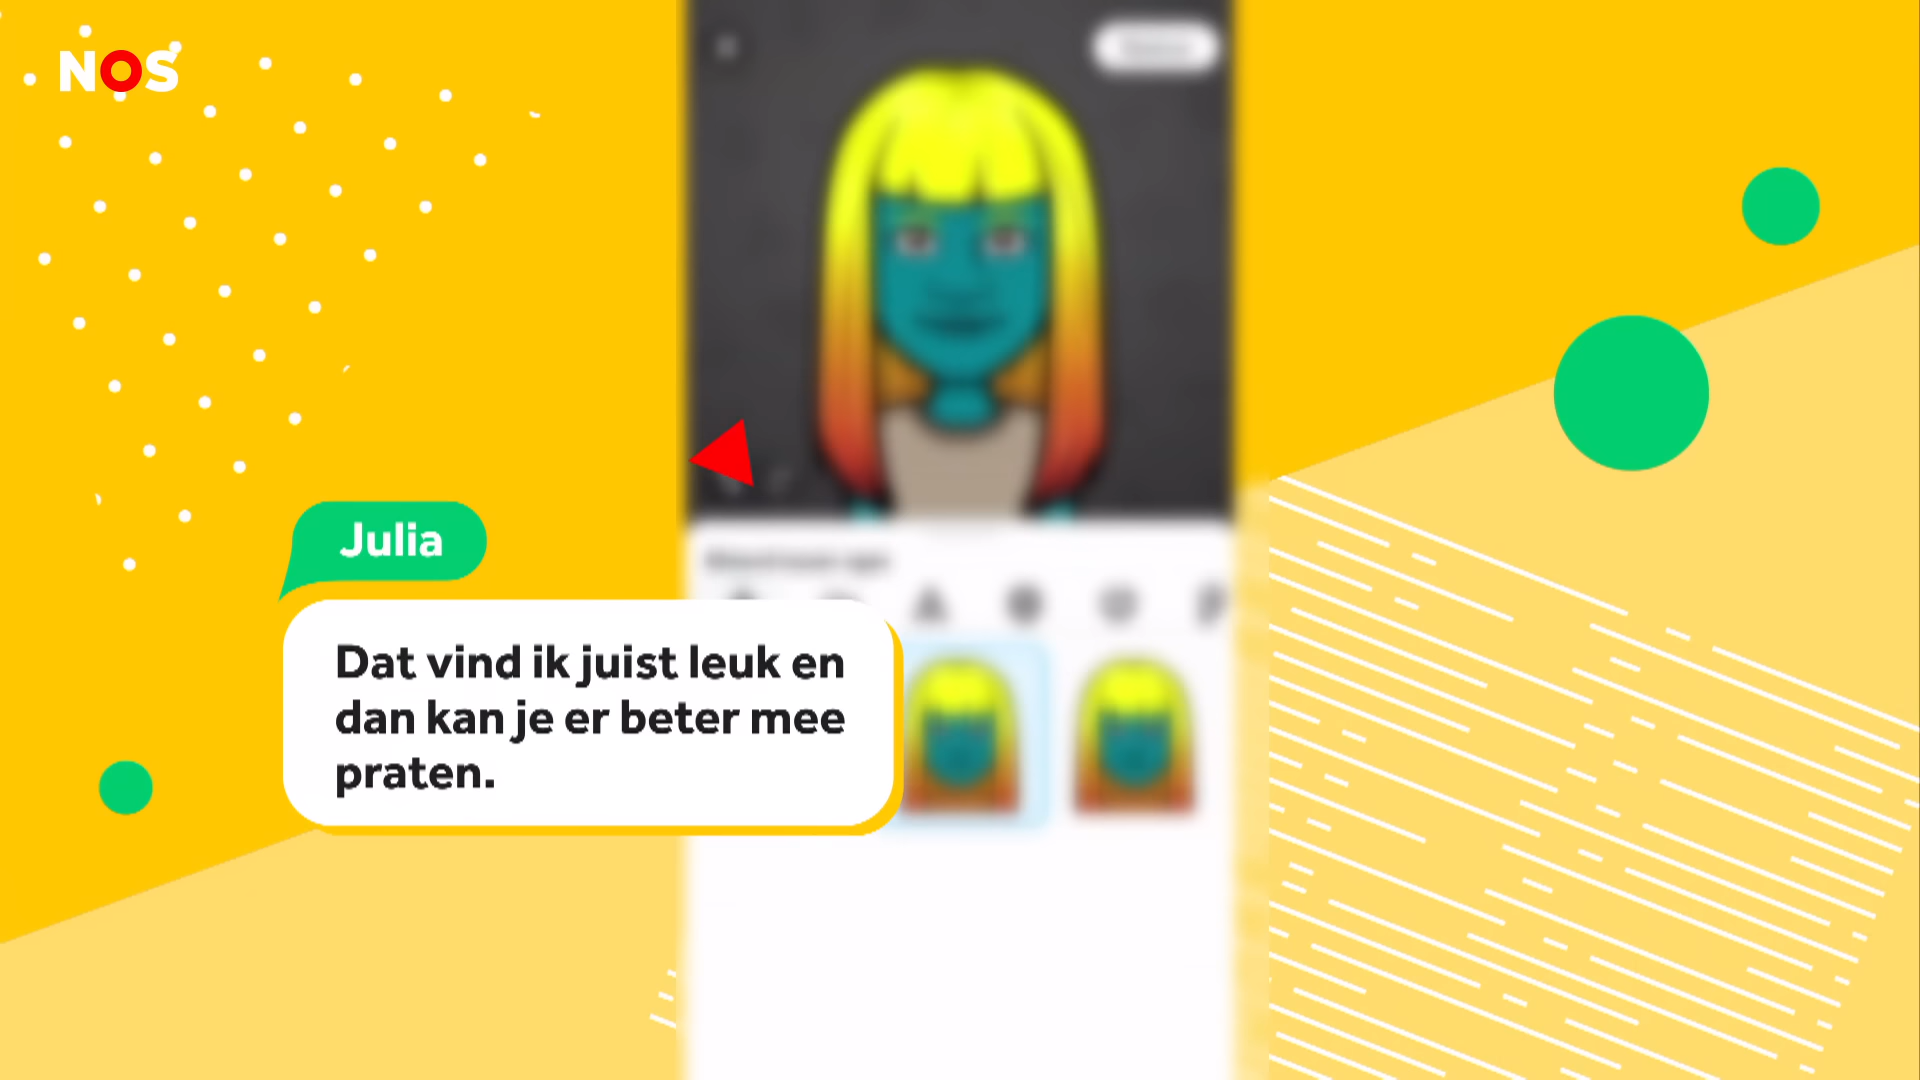 NOS
Julia
Dat vind ik juist leuk en
dan kan je er beter mee
praten.